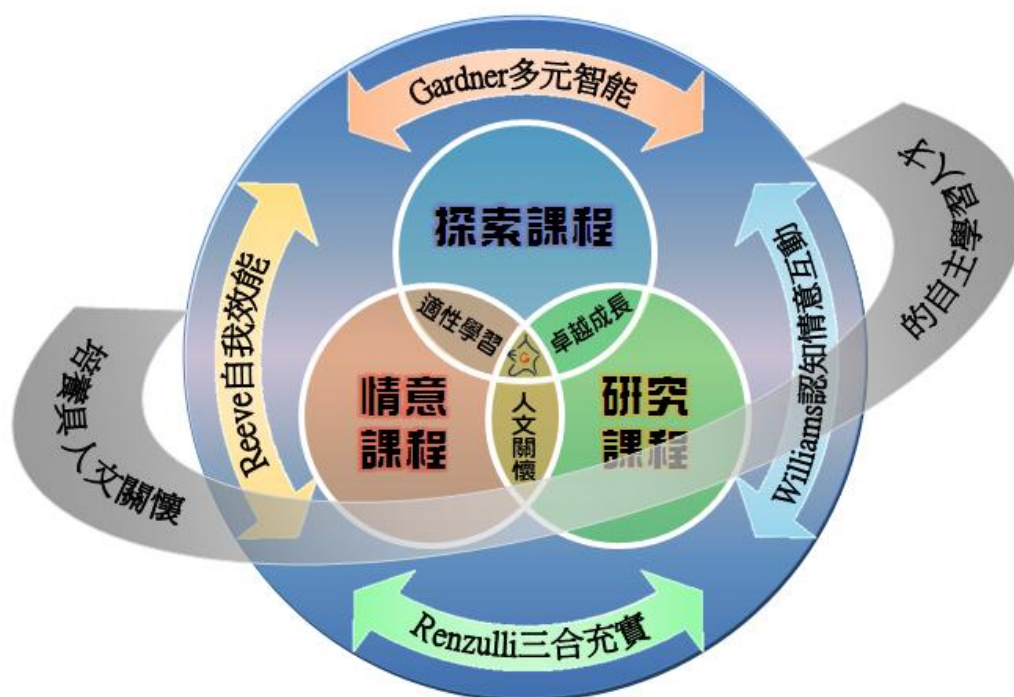 Gardner多元智能
探索課程
Reeve自我效能
Williams認知情意互動
適性學習
卓越成長
情意
課程
研究
課程
人文關懷
培養具人文關懷
的自主學習人才
Renzulli三合充實